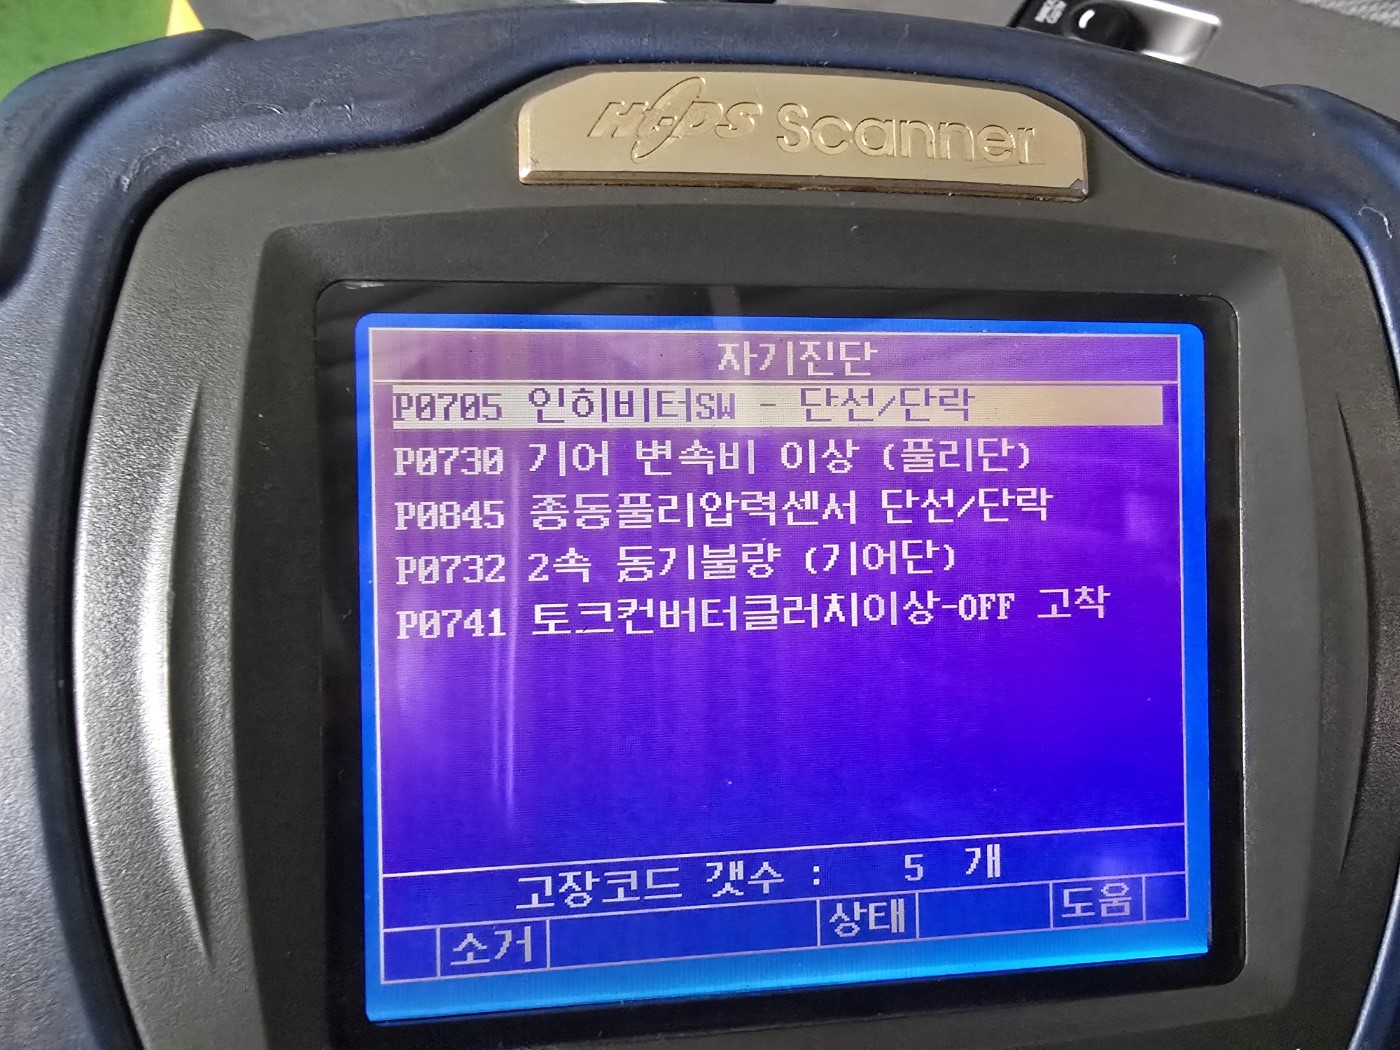 Hi-DS Scanner
자기진단
P0705 인히비터SW - 단선/단락
P0730 기어 변속비 이상 (풀리단)
P0845 종동풀리압력센서 단선/단락
P0732 2속 동기불량 (기어단)
P0741 토크컨버터클러치이상-OFF 고착
고장코드 갯수 : 5 개
소거 상태 도움